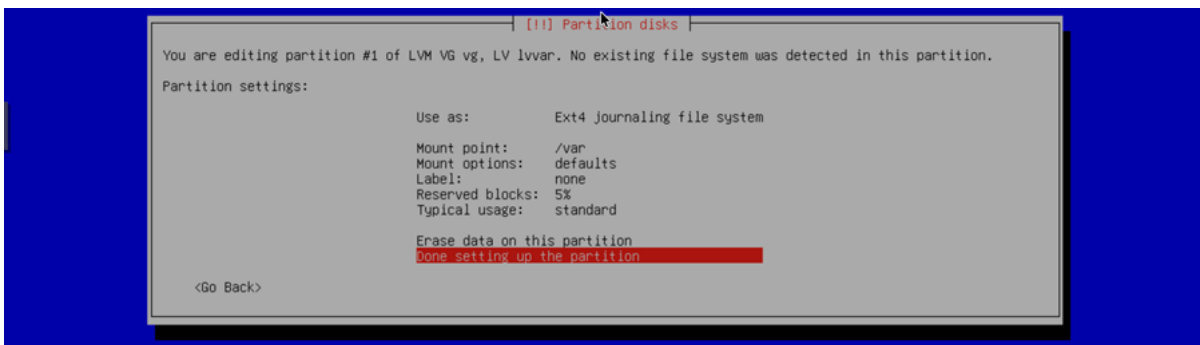 [!!] Partition disks
You are editing partition #1 of LVM VG vg, LV lvvar. No existing file system was detected in this partition.
Partition settings:
Use as: Ext4 journaling file system
Mount point: /var
Mount options: defaults
Label: none
Reserved blocks: 5%
Typical usage: standard
Erase data on this partition
Done setting up the partition
<Go Back>